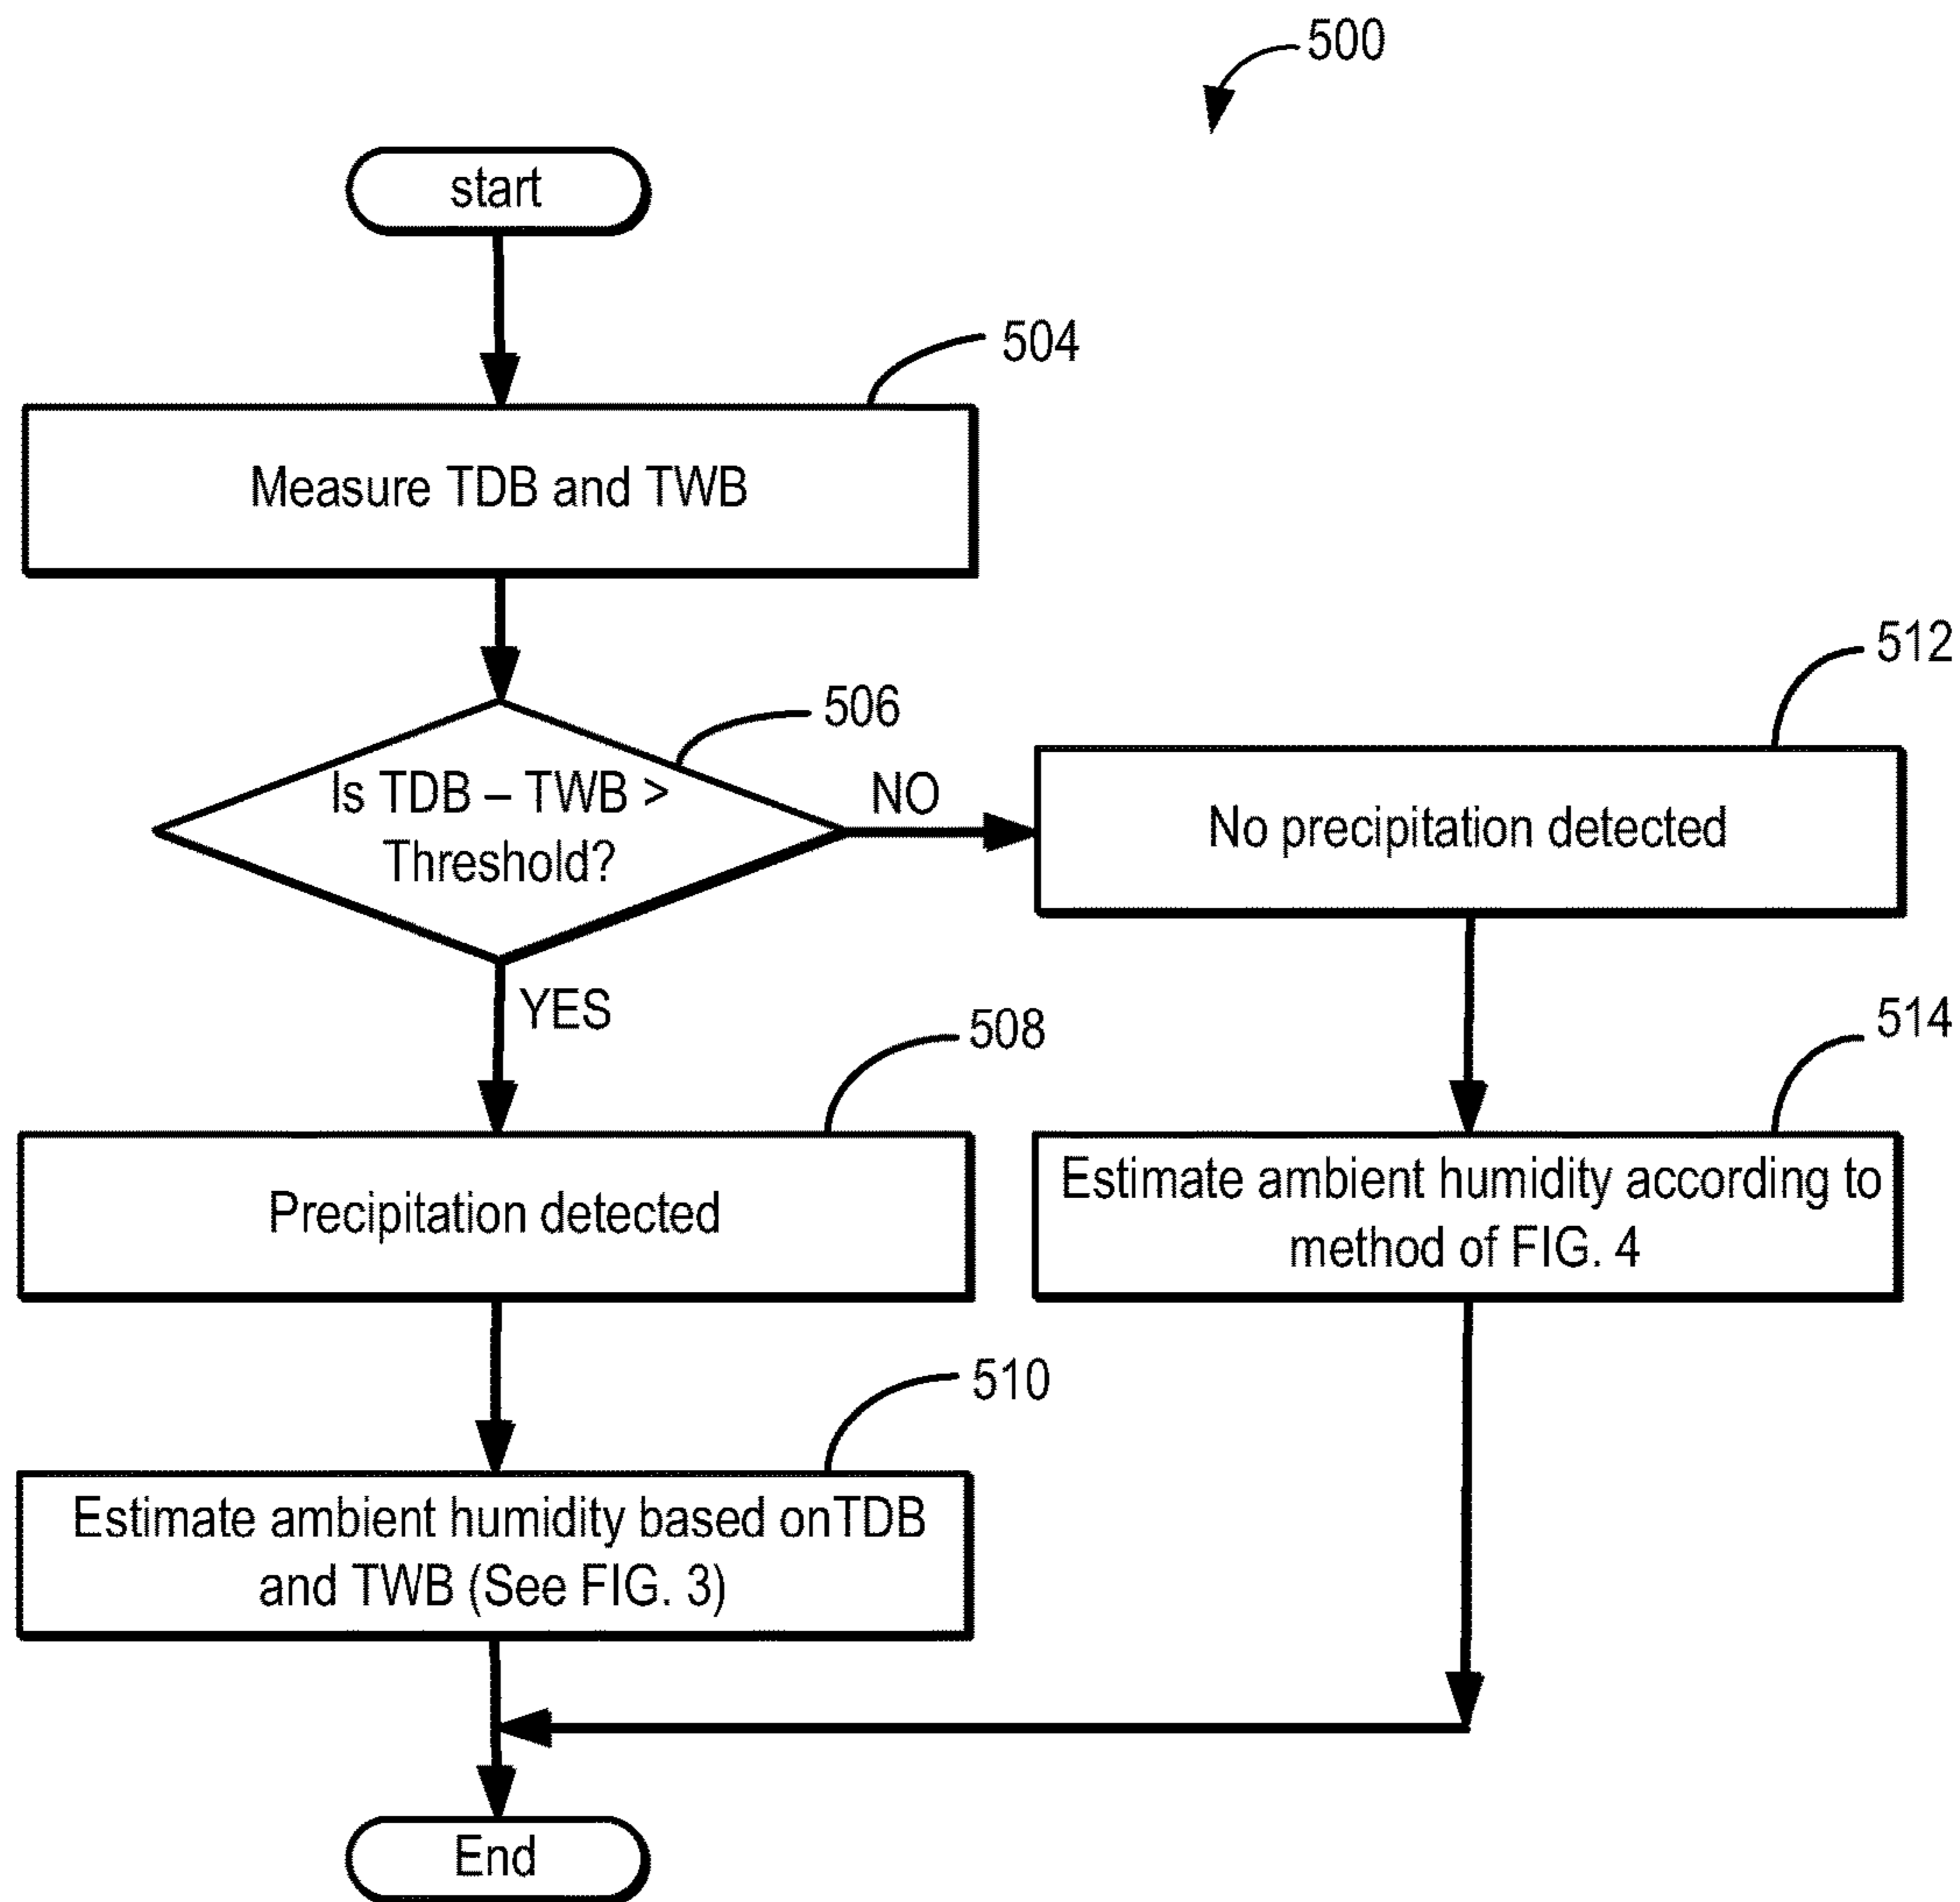 500
start
504
Measure TDB and TWB
506
Is TDB – TWB >
Threshold?
NO
YES
512
No precipitation detected
508
Precipitation detected
514
Estimate ambient humidity according to
method of FIG. 4
510
Estimate ambient humidity based onTDB
and TWB (See FIG. 3)
End